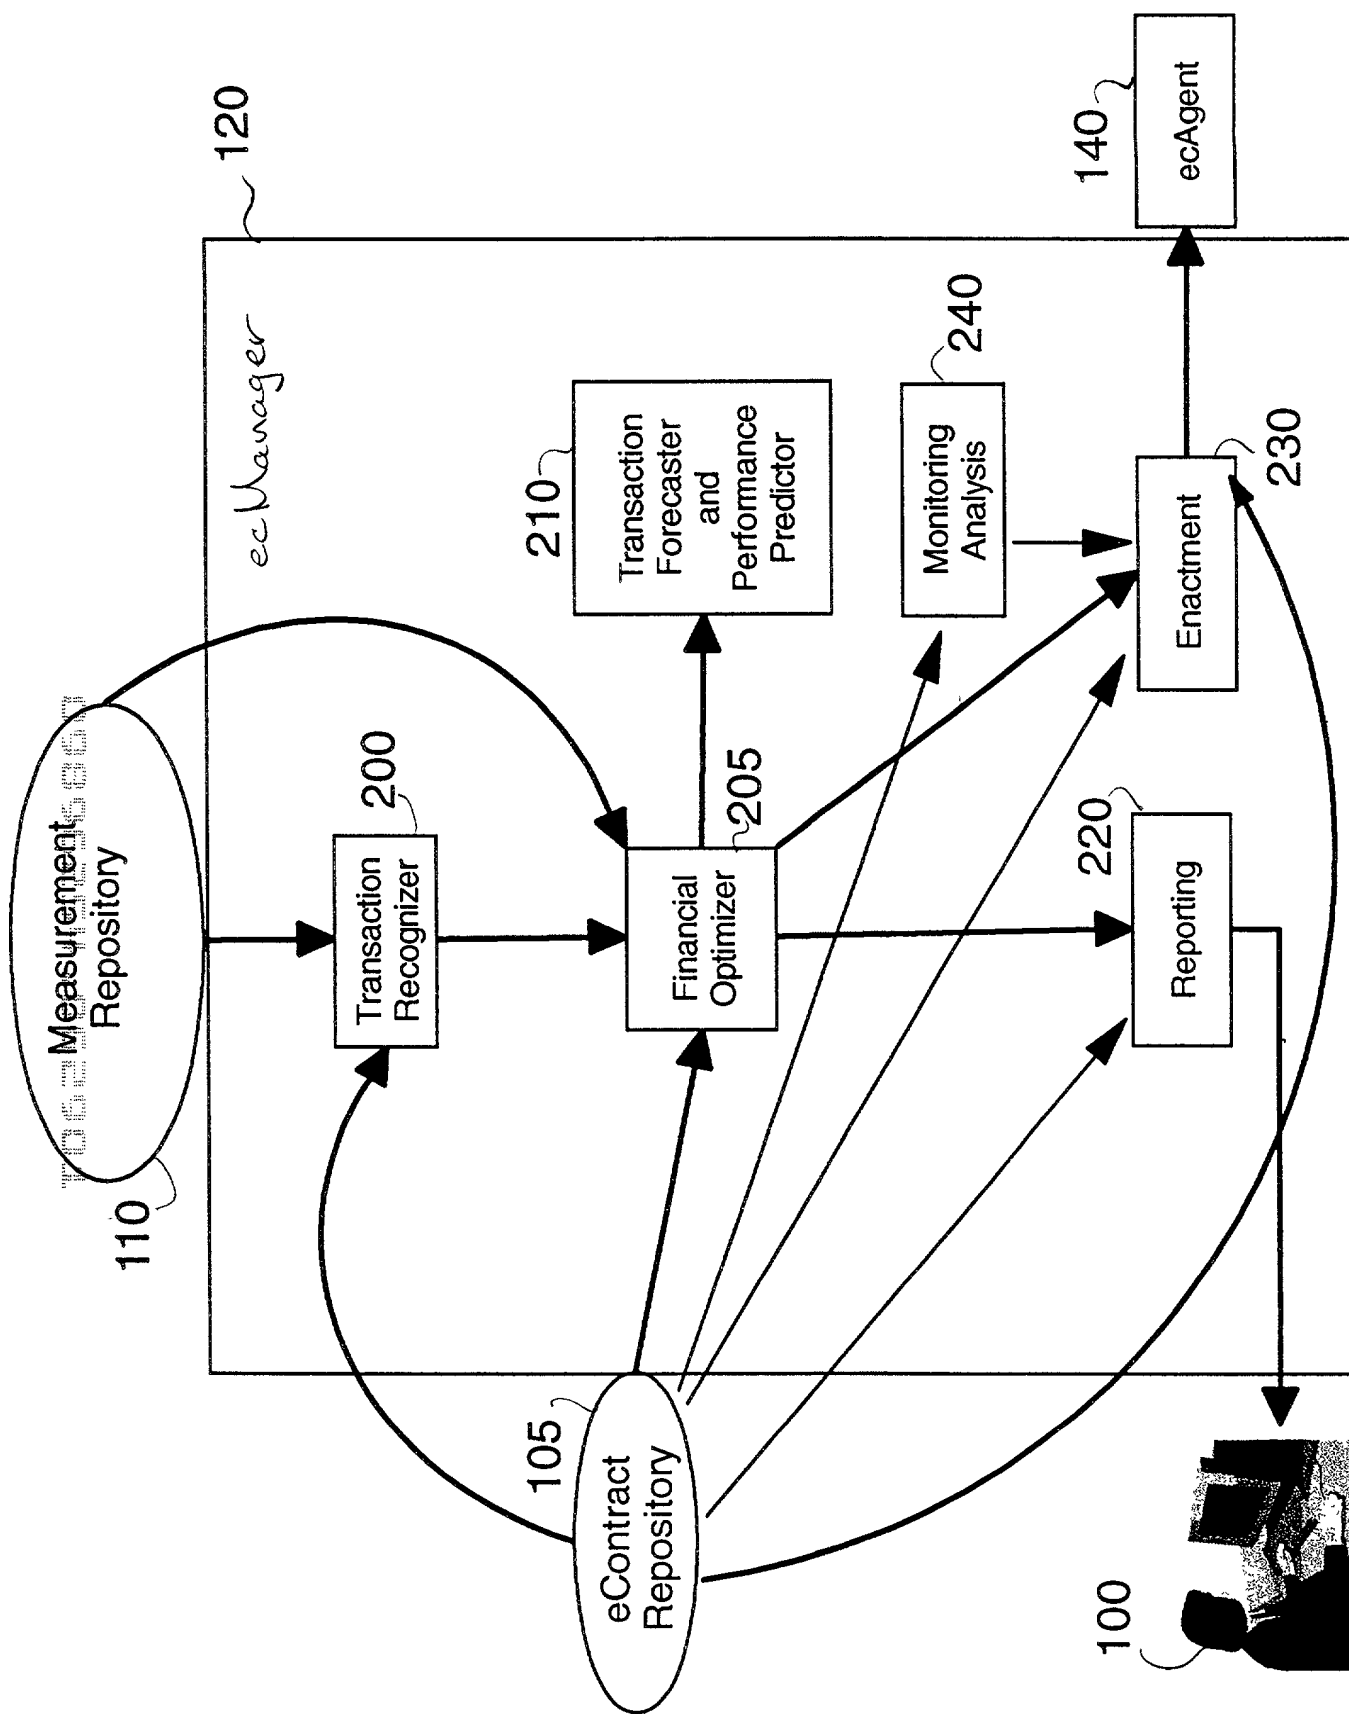 120
ecManager
Measurement
Repository
110
Transaction
Recognizer
200
Transaction
Forecaster
and
Performance
Predictor
210
Financial
Optimizer
205
Monitoring
Analysis
240
eContract
Repository
105
Enactment
230
Reporting
220
ecAgent
140
100